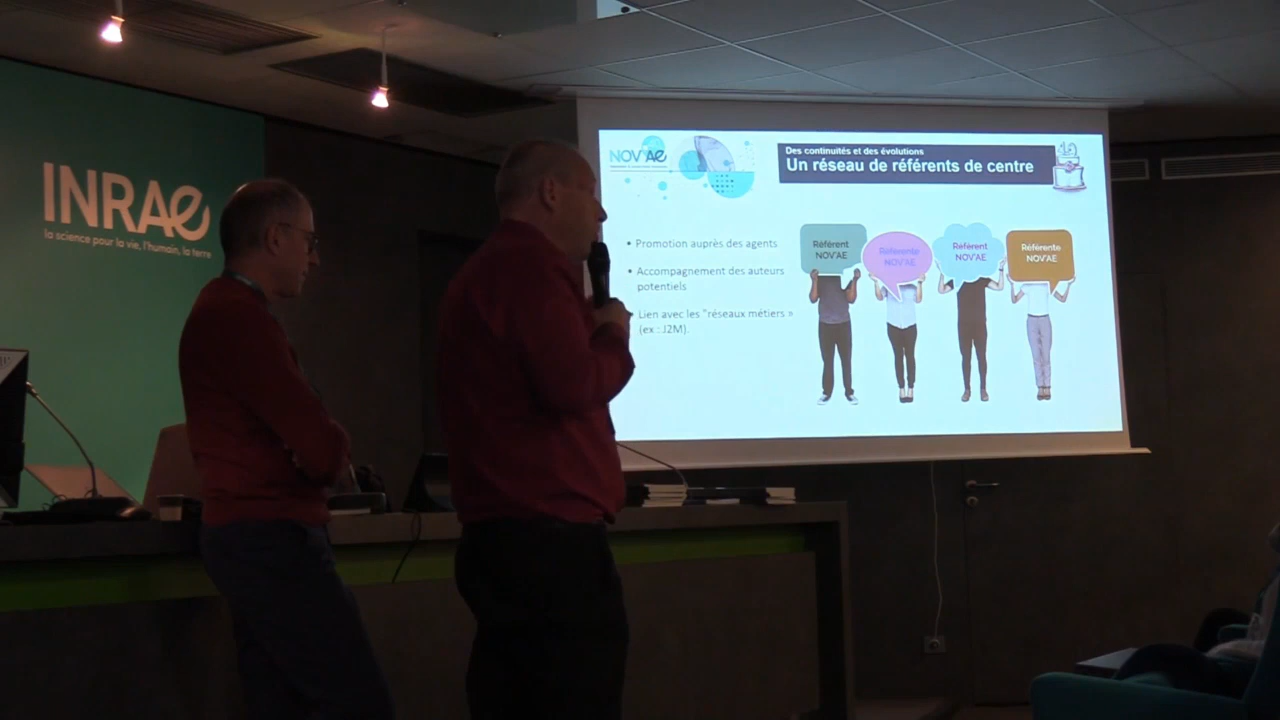 INRAE
la science pour la vie, l'humain, la terre
NOV'AE
Des continuités et des évolutions
Un réseau de référents de centre
• Promotion auprès des agents
• Accompagnement des auteurs
potentiels
• Lien avec les "réseaux métiers »
(ex : J2M).
Référent
NOV'AE
Référente
NOV'AE
Référent
NOV'AE
Référente
NOV'AE